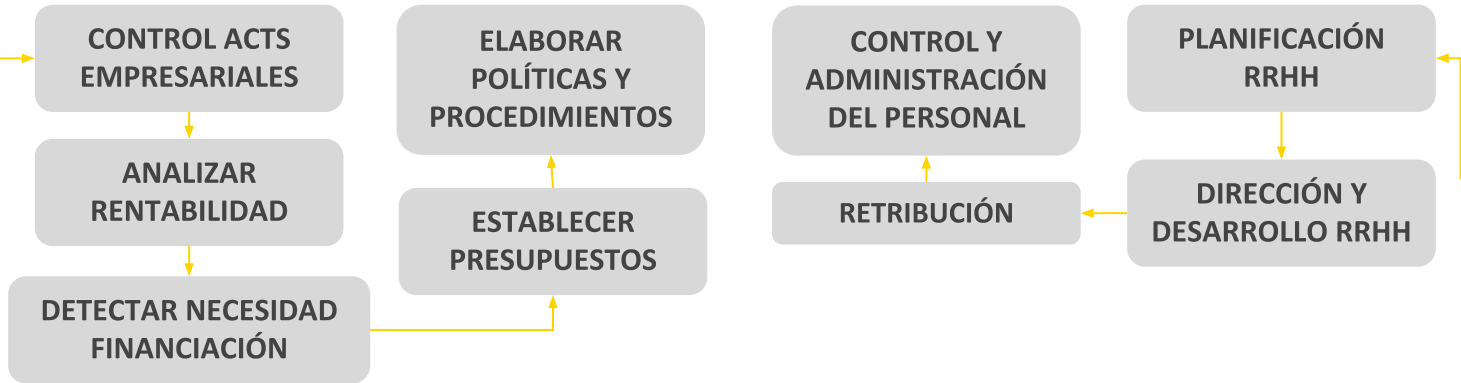 CONTROL ACTS
EMPRESARIALES
ANALIZAR
RENTABILIDAD
DETECTAR NECESIDAD
FINANCIACIÓN
ESTABLECER
PRESUPUESTOS
ELABORAR
POLÍTICAS Y
PROCEDIMIENTOS
PLANIFICACIÓN
RRHH
DIRECCIÓN Y
DESARROLLO RRHH
RETRIBUCIÓN
CONTROL Y
ADMINISTRACIÓN
DEL PERSONAL